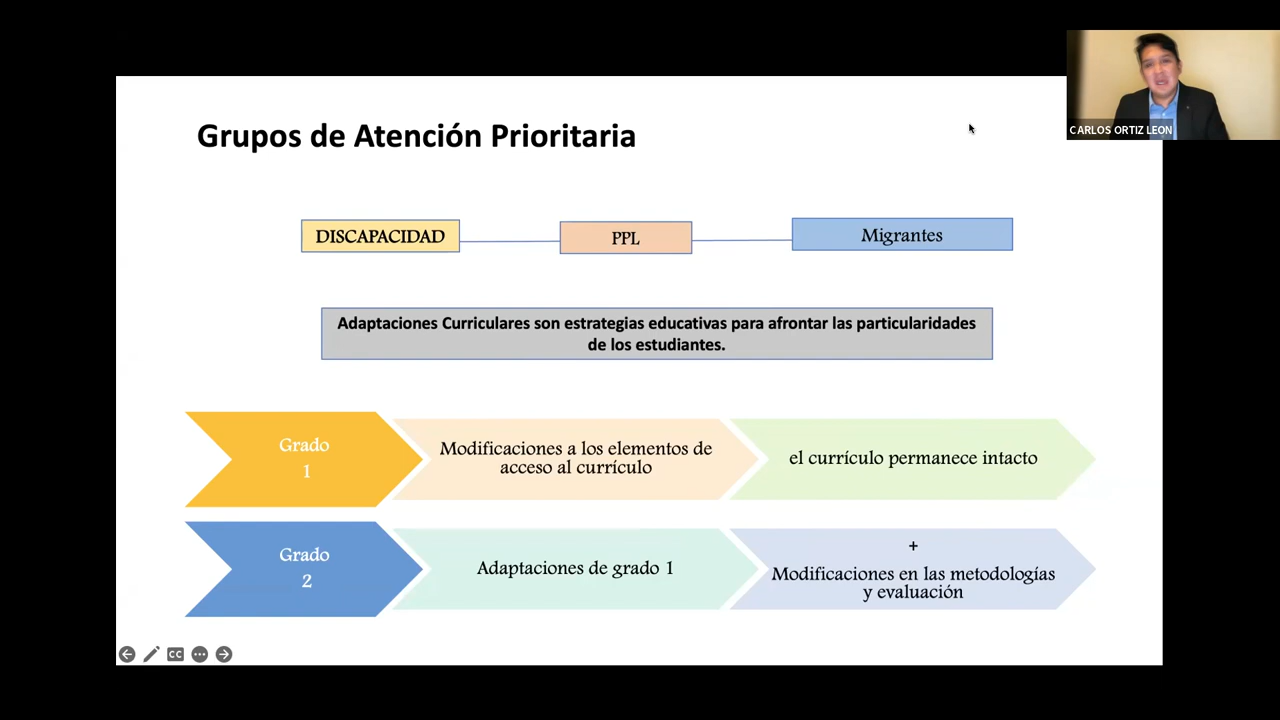 CARLOS ORTIZ LEON
Grupos de Atención Prioritaria
DISCAPACIDAD
PPL
Migrantes
Adaptaciones Curriculares son estrategias educativas para afrontar las particularidades
de los estudiantes.
Grado
1
Modificaciones a los elementos de
acceso al currículo
el currículo permanece intacto
Grado
2
Adaptaciones de grado 1
+
Modificaciones en las metodologías
y evaluación
CC